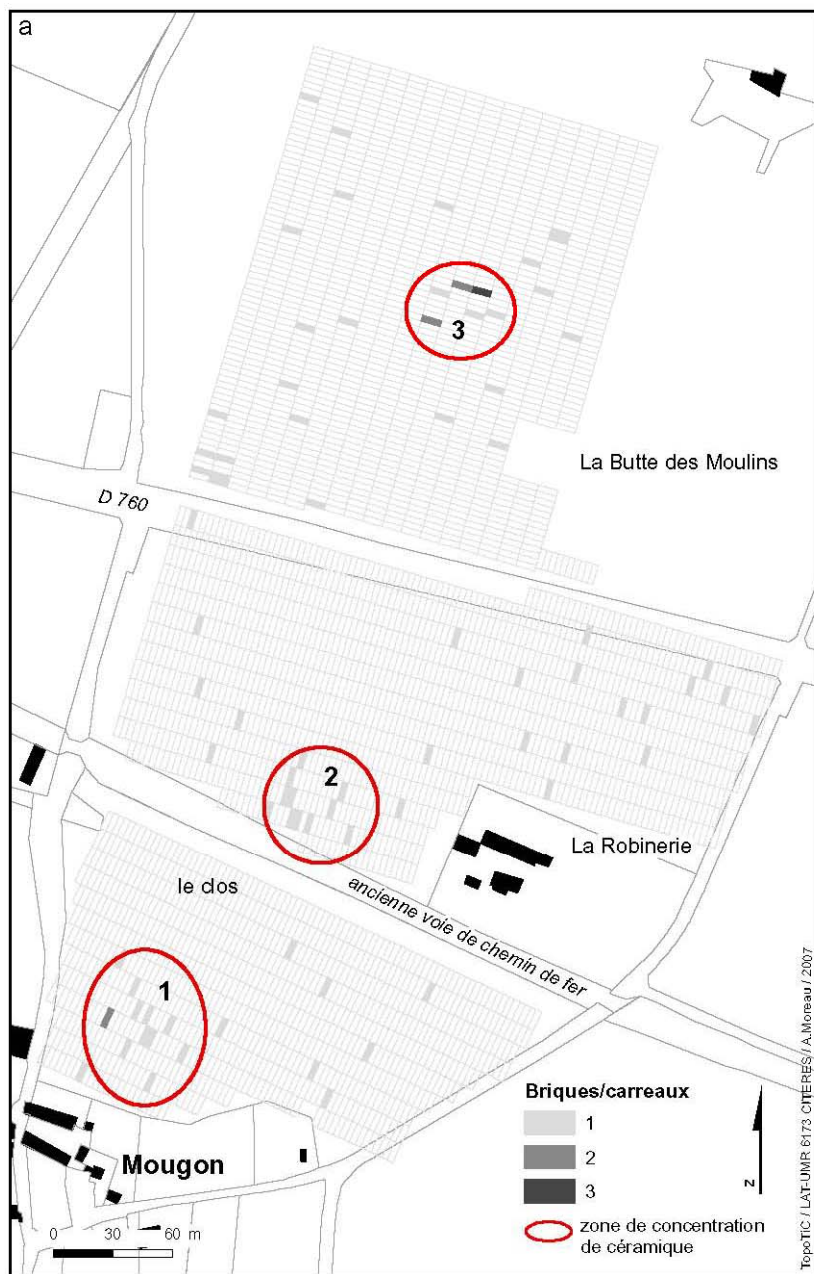 a
3
La Butte des Moulins
D 760
2
La Robinerie
le clos
ancienne voie de chemin de fer
1
Mougon
Briques/carreaux
1
2
3
zone de concentration
de céramique
N
0 30 60 m
TopoTiC / LAT-UMR 6173 CITERES / A.Moreau / 2007